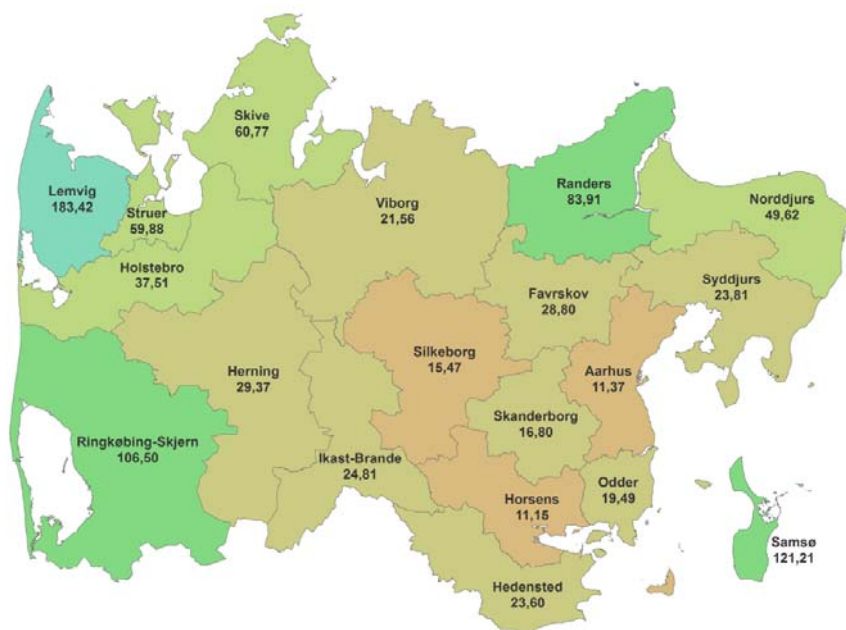 Skive
60,77
Lemvig
183,42
Struer
59,88
Viborg
21,56
Randers
83,91
Norddjurs
49,62
Holstebro
37,51
Favrskov
28,80
Syddjurs
23,81
Herning
29,37
Silkeborg
15,47
Aarhus
11,37
Skanderborg
16,80
Ringkøbing-Skjern
106,50
Ikast-Brande
24,81
Horsens
11,15
Odder
19,49
Samsø
121,21
Hedensted
23,60